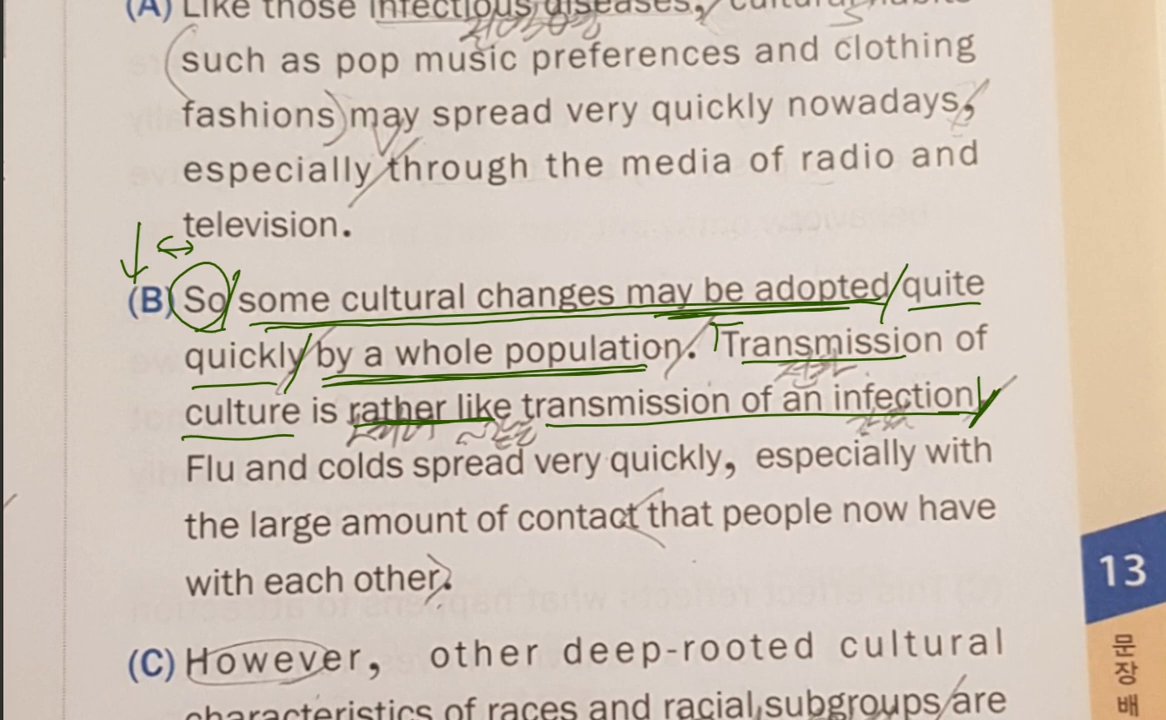 (A) Like those infectious diseases, cultural habits
such as pop music preferences and clothing
fashions may spread very quickly nowadays,
especially through the media of radio and
television.
(B) So some cultural changes may be adopted quite
quickly by a whole population. Transmission of
culture is rather like transmission of an infection.
Flu and colds spread very quickly, especially with
the large amount of contact that people now have
with each other.
(C) However, other deep-rooted cultural
characteristics of races and racial subgroups are
13
문
장
배